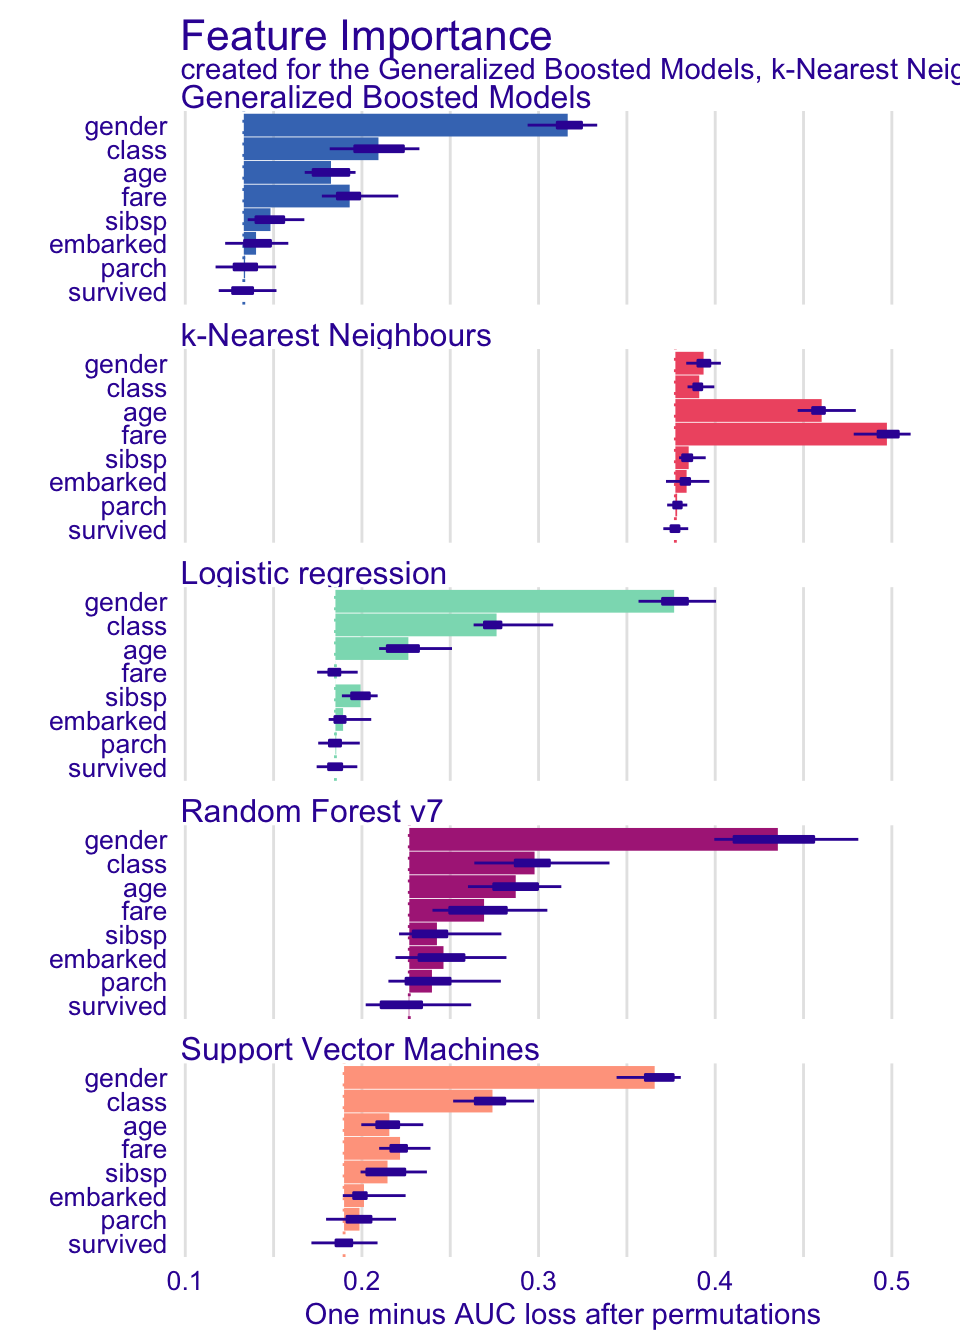 Feature Importance
created for the Generalized Boosted Models, k-Nearest Neig
Generalized Boosted Models
gender
class
age
fare
sibsp
embarked
parch
survived
k-Nearest Neighbours
gender
class
age
fare
sibsp
embarked
parch
survived
Logistic regression
gender
class
age
fare
sibsp
embarked
parch
survived
Random Forest v7
gender
class
age
fare
sibsp
embarked
parch
survived
Support Vector Machines
gender
class
age
fare
sibsp
embarked
parch
survived
0.1 0.2 0.3 0.4 0.5
One minus AUC loss after permutations